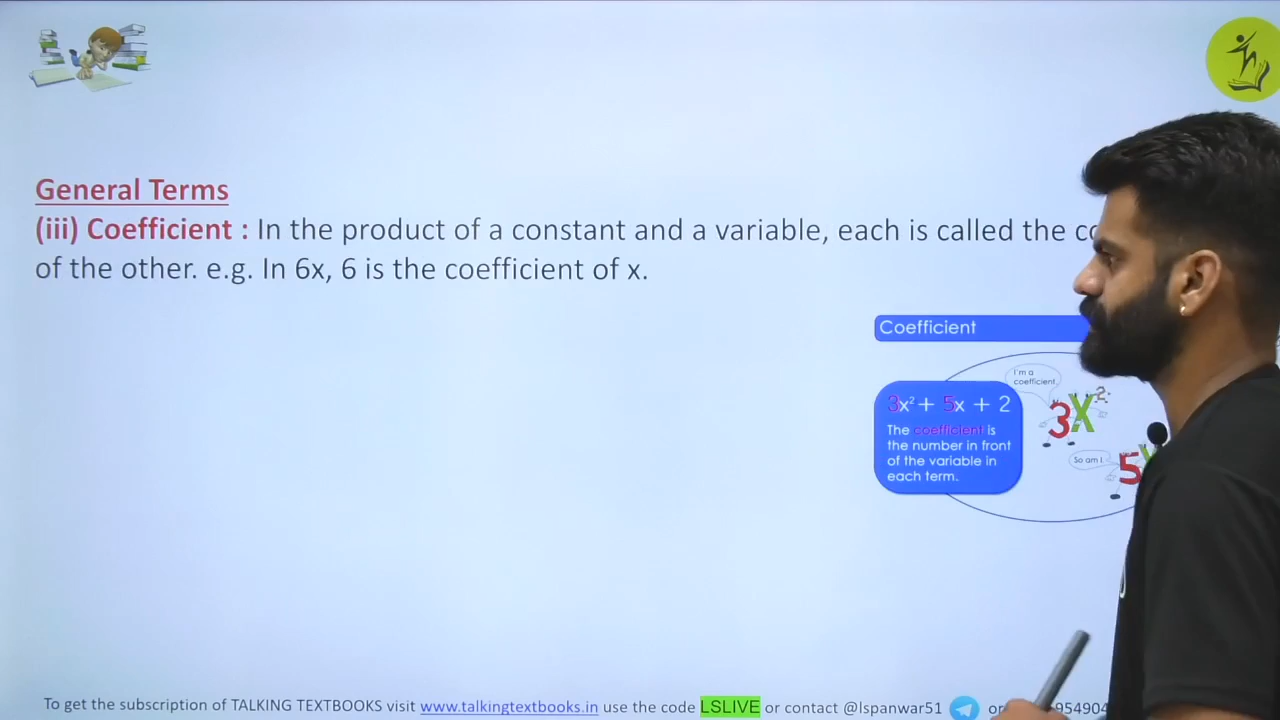 General Terms
(iii) Coefficient : In the product of a constant and a variable, each is called the
of the other. e.g. In 6x, 6 is the coefficient of x.
Coefficient
I'm a
coefficient.
3x² + 5x + 2
The coefficient is
the number in front
of the variable in
each term.
3X²
So am I.
5
To get the subscription of TALKING TEXTBOOKS visit www.talkingtextbooks.in use the code LSLIVE or contact @lspanwar51 or 954904